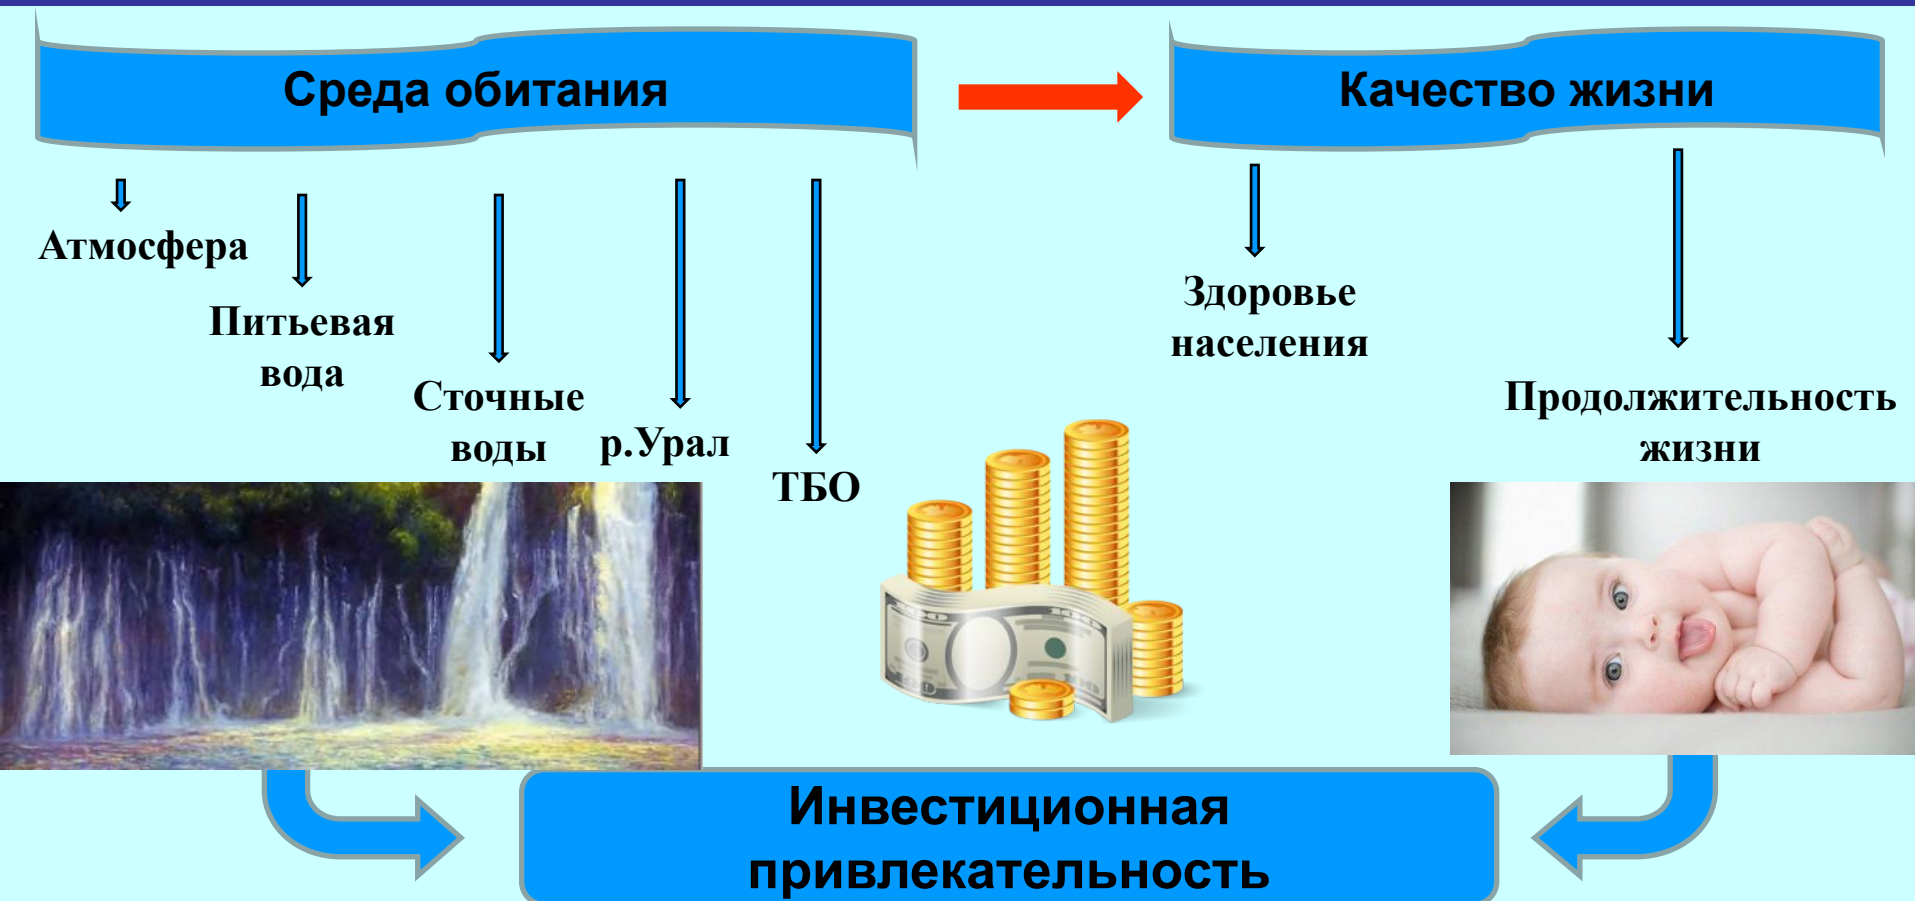 Среда обитания
Качество жизни
Атмосфера
Питьевая
вода
Сточные
воды
р.Урал
ТБО
Здоровье
населения
Продолжительность
жизни
Инвестиционная
привлекательность